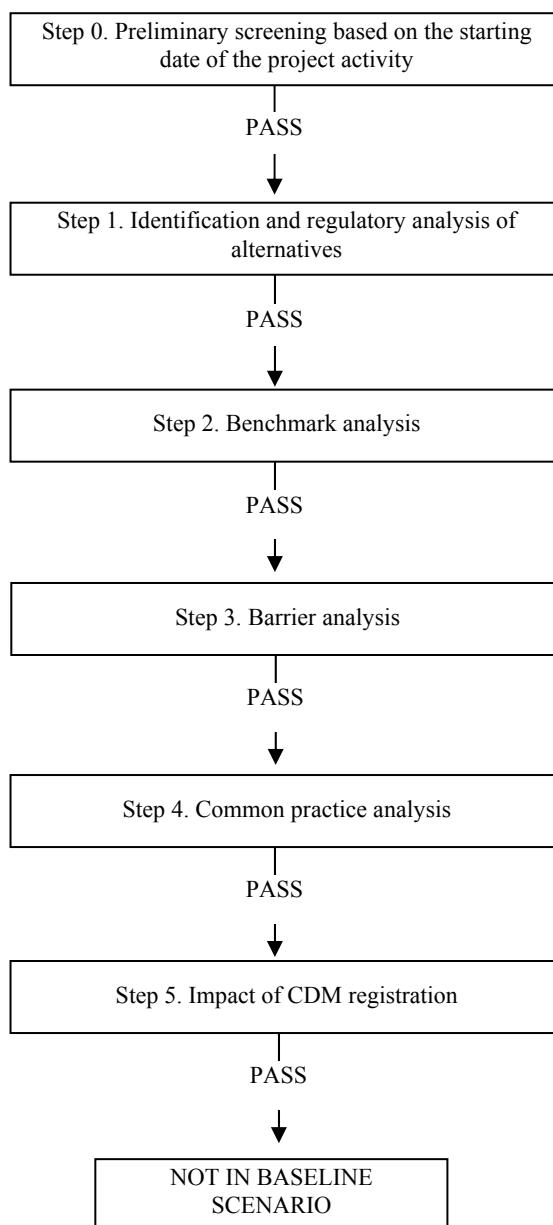 Step 0. Preliminary screening based on the starting
date of the project activity
PASS
Step 1. Identification and regulatory analysis of
alternatives
PASS
Step 2. Benchmark analysis
PASS
Step 3. Barrier analysis
PASS
Step 4. Common practice analysis
PASS
Step 5. Impact of CDM registration
PASS
NOT IN BASELINE
SCENARIO